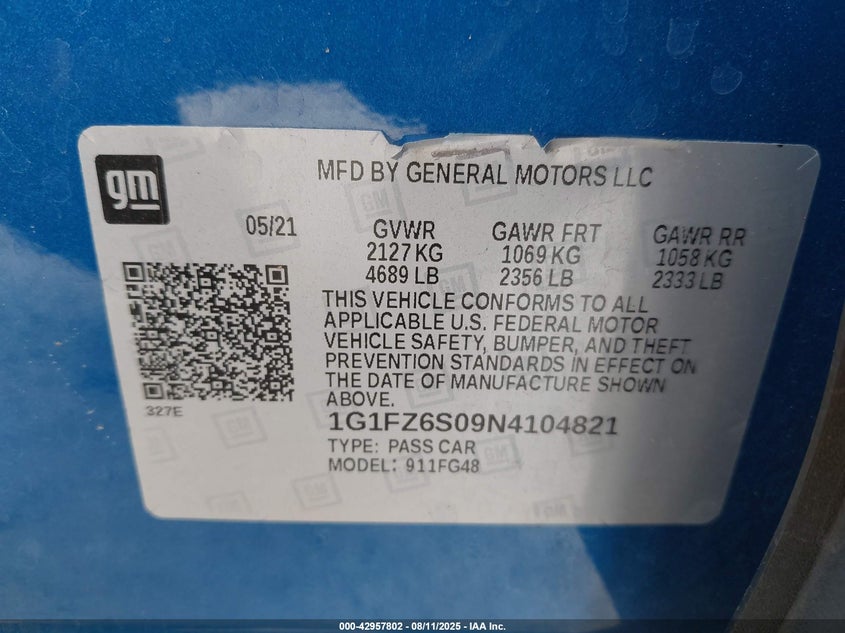 gm
MFD BY GENERAL MOTORS LLC
05/21
GVWR GAWR FRT GAWR RR
2127 KG 1069 KG 1058 KG
4689 LB 2356 LB 2333 LB
THIS VEHICLE CONFORMS TO ALL
APPLICABLE U.S. FEDERAL MOTOR
VEHICLE SAFETY, BUMPER, AND THEFT
PREVENTION STANDARDS IN EFFECT ON
THE DATE OF MANUFACTURE SHOWN
ABOVE.
327E
1G1FZ6S09N4104821
TYPE: PASS CAR
MODEL: 911FG48
000-42957802 - 08/11/2025 - IAA Inc.